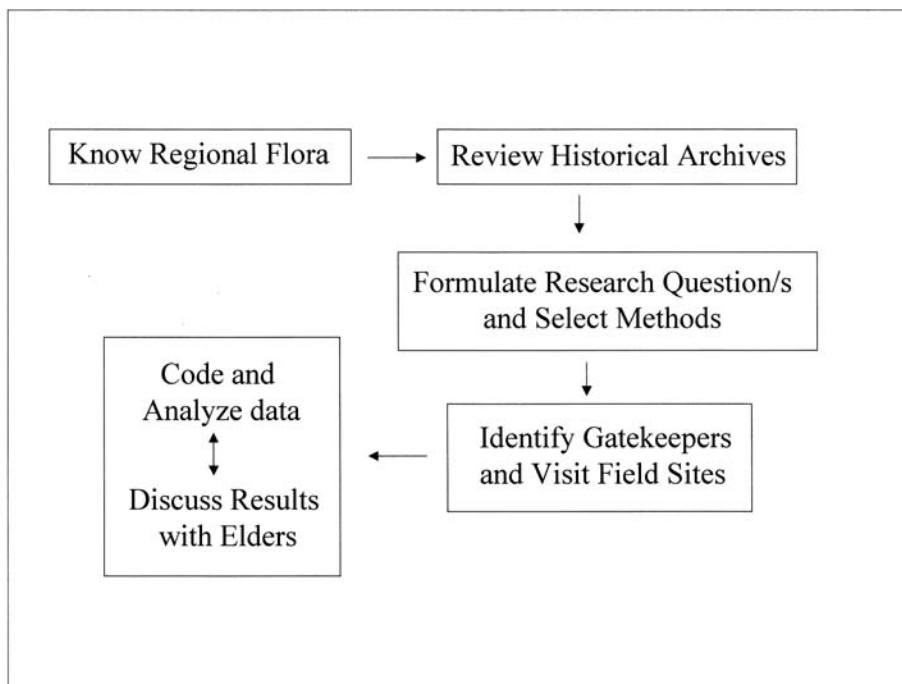 Know Regional Flora
Review Historical Archives
Formulate Research Question/s
and Select Methods
Identify Gatekeepers
and Visit Field Sites
Code and
Analyze data
Discuss Results
with Elders